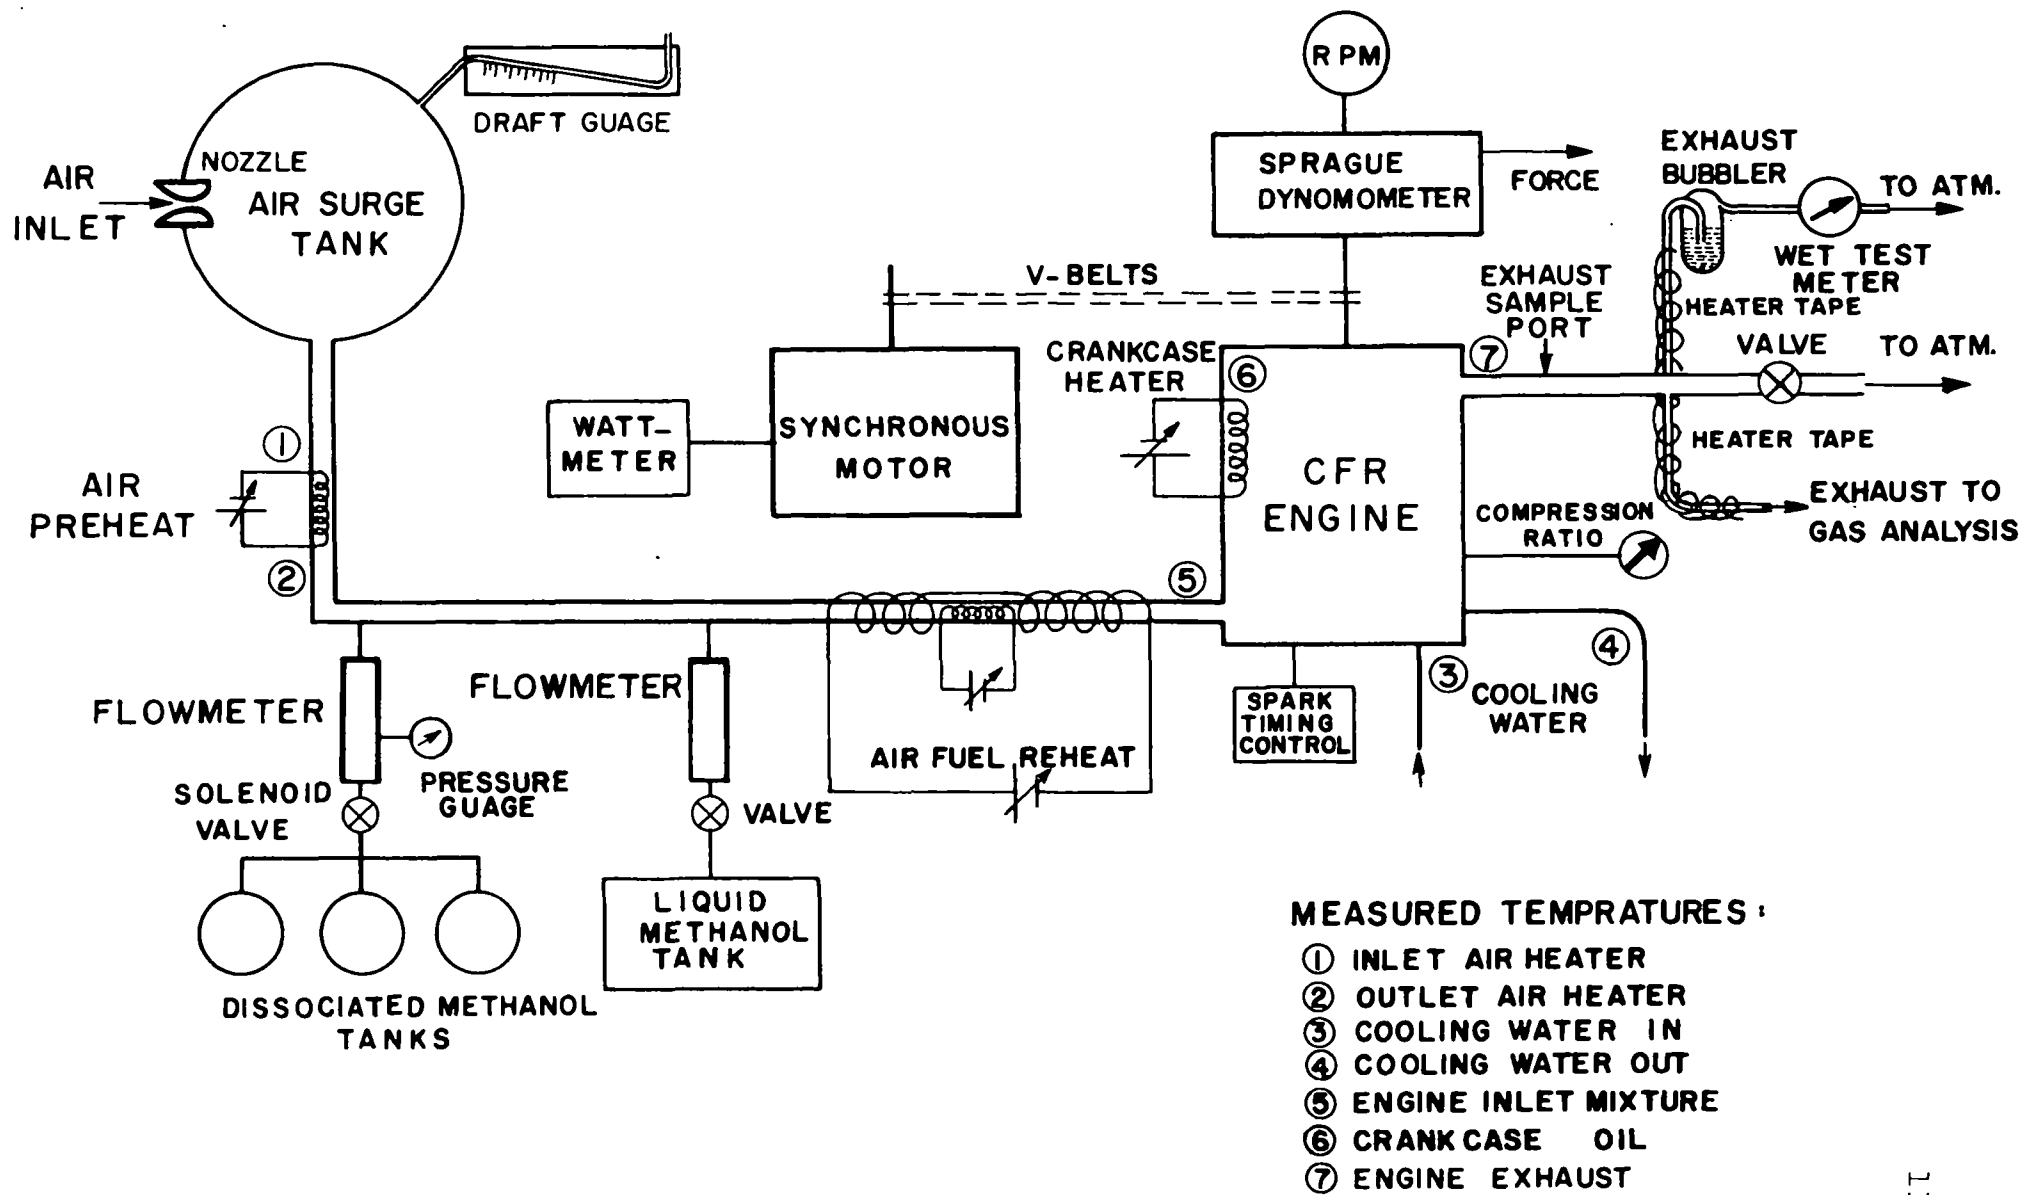 RPM
DRAFT GUAGE
NOZZLE
AIR
INLET
AIR SURGE
TANK
SPRAGUE
DYNOMOMETER
FORCE
EXHAUST
BUBBLER
TO ATM.
WET TEST
METER
V-BELTS
EXHAUST
SAMPLE
PORT
HEATER TAPE
VALVE
TO ATM.
CRANKCASE
HEATER
6
7
WATT-
METER
SYNCHRONOUS
MOTOR
CFR
ENGINE
HEATER TAPE
EXHAUST TO
GAS ANALYSIS
COMPRESSION
RATIO
1
AIR
PREHEAT
2
5
4
3
COOLING
WATER
SPARK
TIMING
CONTROL
FLOWMETER
FLOWMETER
PRESSURE
GUAGE
AIR FUEL REHEAT
SOLENOID
VALVE
VALVE
LIQUID
METHANOL
TANK
DISSOCIATED METHANOL
TANKS
MEASURED TEMPRATURES:
1 INLET AIR HEATER
2 OUTLET AIR HEATER
3 COOLING WATER IN
4 COOLING WATER OUT
5 ENGINE INLET MIXTURE
6 CRANKCASE OIL
7 ENGINE EXHAUST